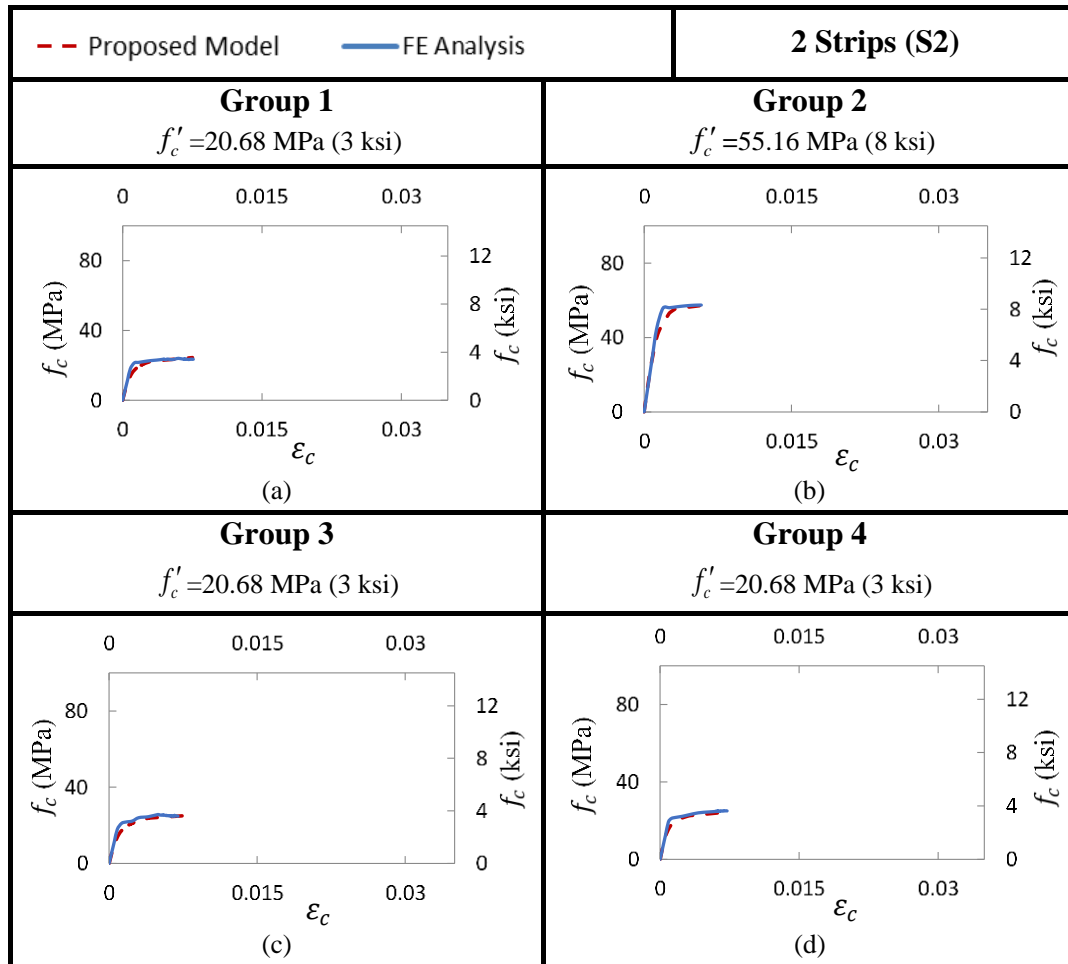 Proposed Model FE Analysis 2 Strips (S2)
Group 1
f′c =20.68 MPa (3 ksi)
Group 2
f′c =55.16 MPa (8 ksi)
0 0.015 0.03
80
40
0
fc (MPa)
12
8
4
0
fc (ksi)
0 0.015 0.03
εc
(a)
0 0.015 0.03
80
40
0
fc (MPa)
12
8
4
0
fc (ksi)
0 0.015 0.03
εc
(b)
Group 3
f′c =20.68 MPa (3 ksi)
Group 4
f′c =20.68 MPa (3 ksi)
0 0.015 0.03
80
40
0
fc (MPa)
12
8
4
0
fc (ksi)
0 0.015 0.03
εc
(c)
0 0.015 0.03
80
40
0
fc (MPa)
12
8
4
0
fc (ksi)
0 0.015 0.03
εc
(d)